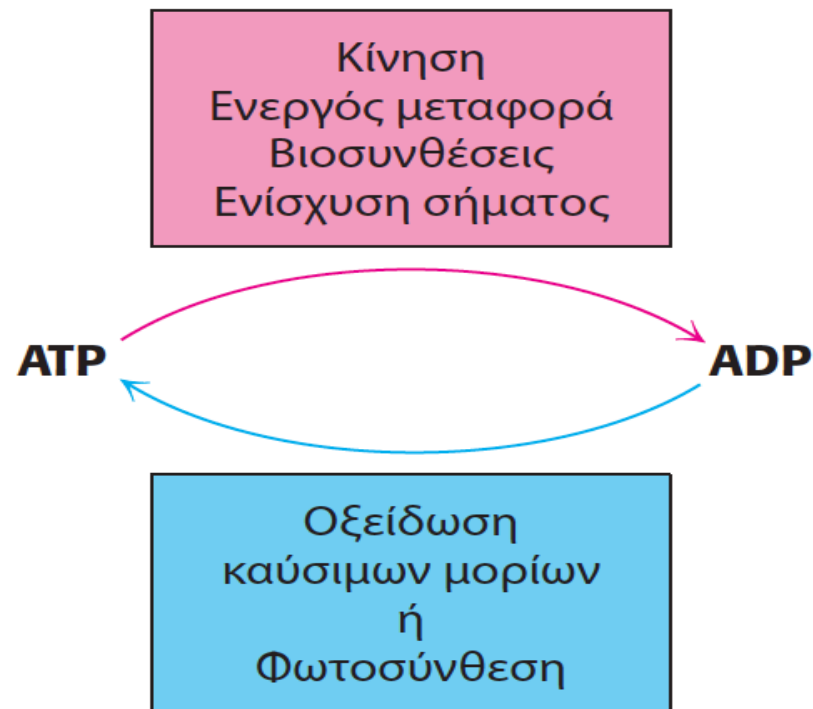 Κίνηση
Ενεργός μεταφορά
Βιοσυνθέσεις
Ενίσχυση σήματος
ATP
ADP
Οξείδωση
καύσιμων μορίων
ή
Φωτοσύνθεση